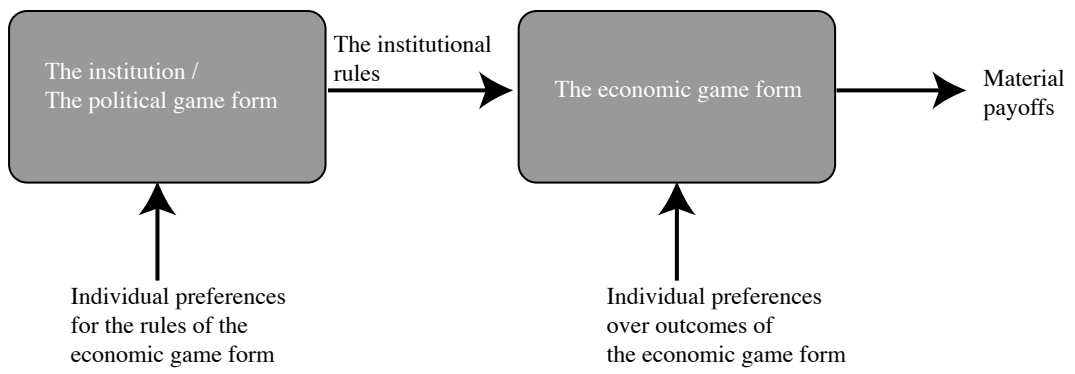 The institution /
The political game form
The institutional
rules
The economic game form
Material
payoffs
Individual preferences
for the rules of the
economic game form
Individual preferences
over outcomes of
the economic game form